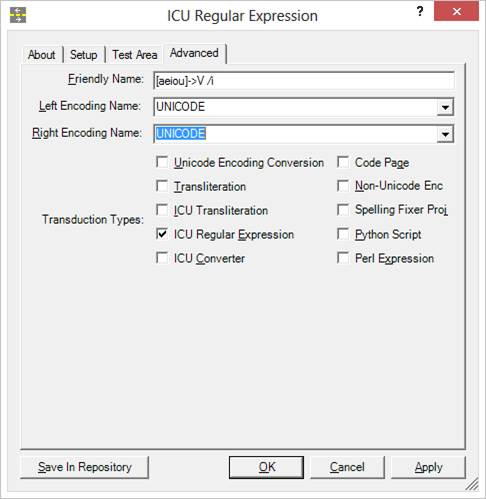 ICU Regular Expression
? x
About Setup Test Area Advanced
Friendly Name: [aeiou]->V /i
Left Encoding Name: UNICODE
Right Encoding Name: UNICODE
Unicode Encoding Conversion Code Page
Transliteration Non-Unicode Enc
Transduction Types: ICU Transliteration Spelling Fixer Proj
ICU Regular Expression Python Script
ICU Converter Perl Expression
Save In Repository OK Cancel Apply